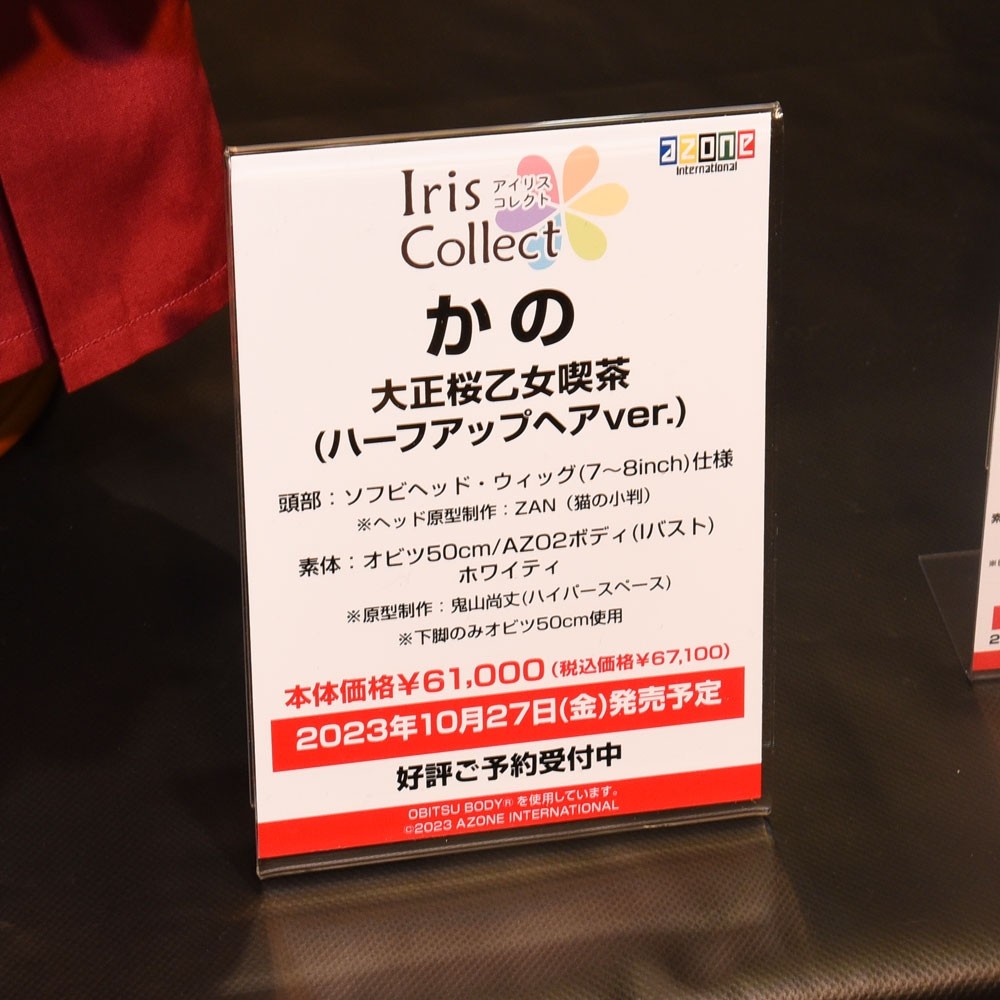 azone
International
Iris アイリス
Collect コレクト
かの
大正桜乙女喫茶
(ハーフアップヘアver.)
頭部：ソフビヘッド・ウィッグ(7～8inch)仕様
※ヘッド原型制作：ZAN（猫の小判）
素体：オビツ50cm/AZO2ボディ(Iバスト)
ホワイティ
※原型制作：鬼山尚丈(ハイパースペース)
※下脚のみオビツ50cm使用
本体価格￥61,000（税込価格￥67,100）
2023年10月27日(金)発売予定
好評ご予約受付中
OBITSU BODY® を使用しています。
©2023 AZONE INTERNATIONAL